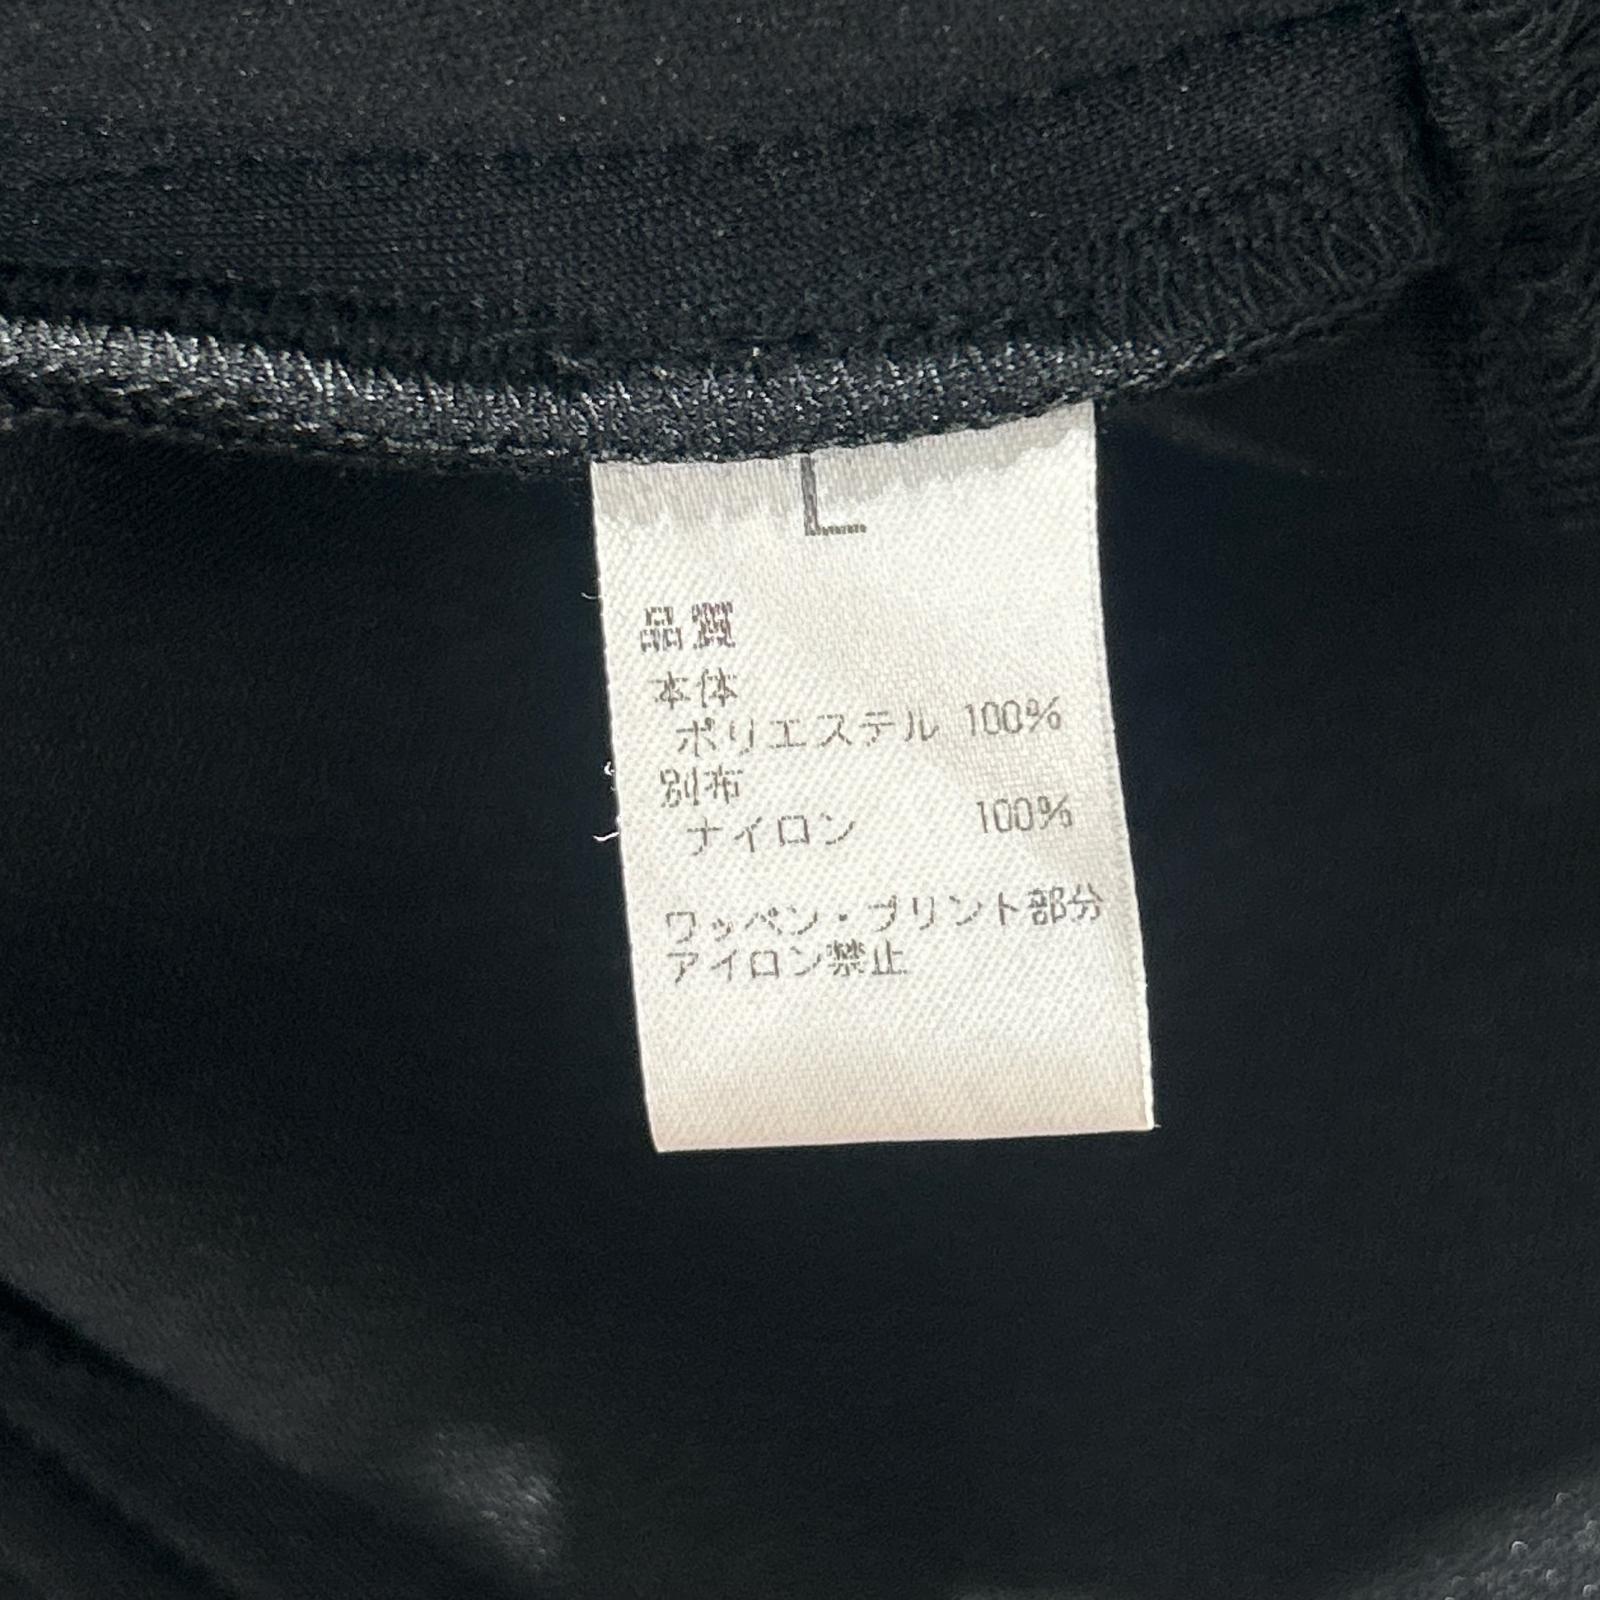 L
品質
本体
ポリエステル 100%
別布
ナイロン 100%
ワッペン・プリント部分
アイロン禁止